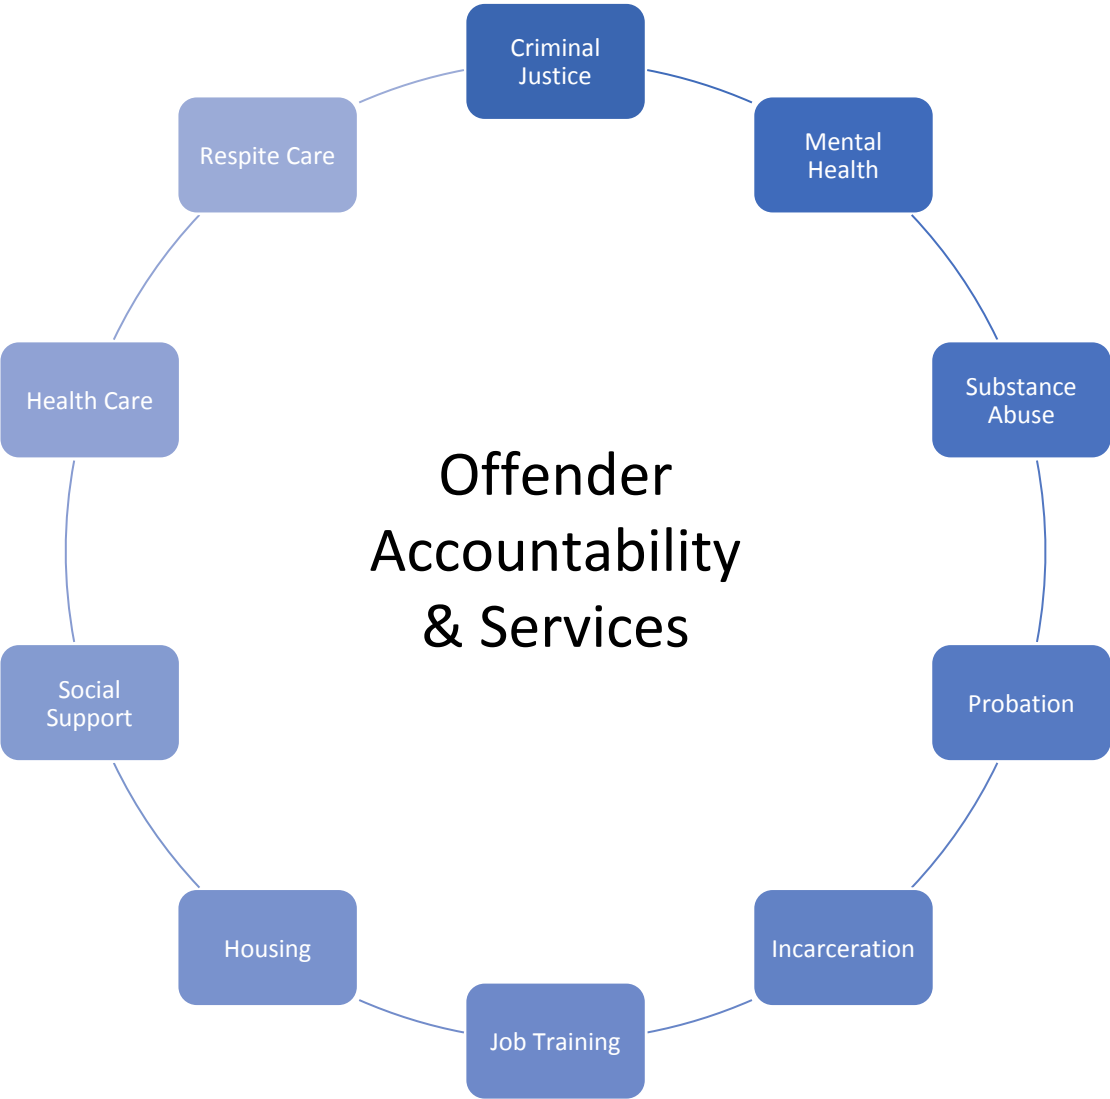 Criminal
Justice
Mental
Health
Substance
Abuse
Probation
Incarceration
Job Training
Housing
Social
Support
Health Care
Respite Care
Offender
Accountability
& Services